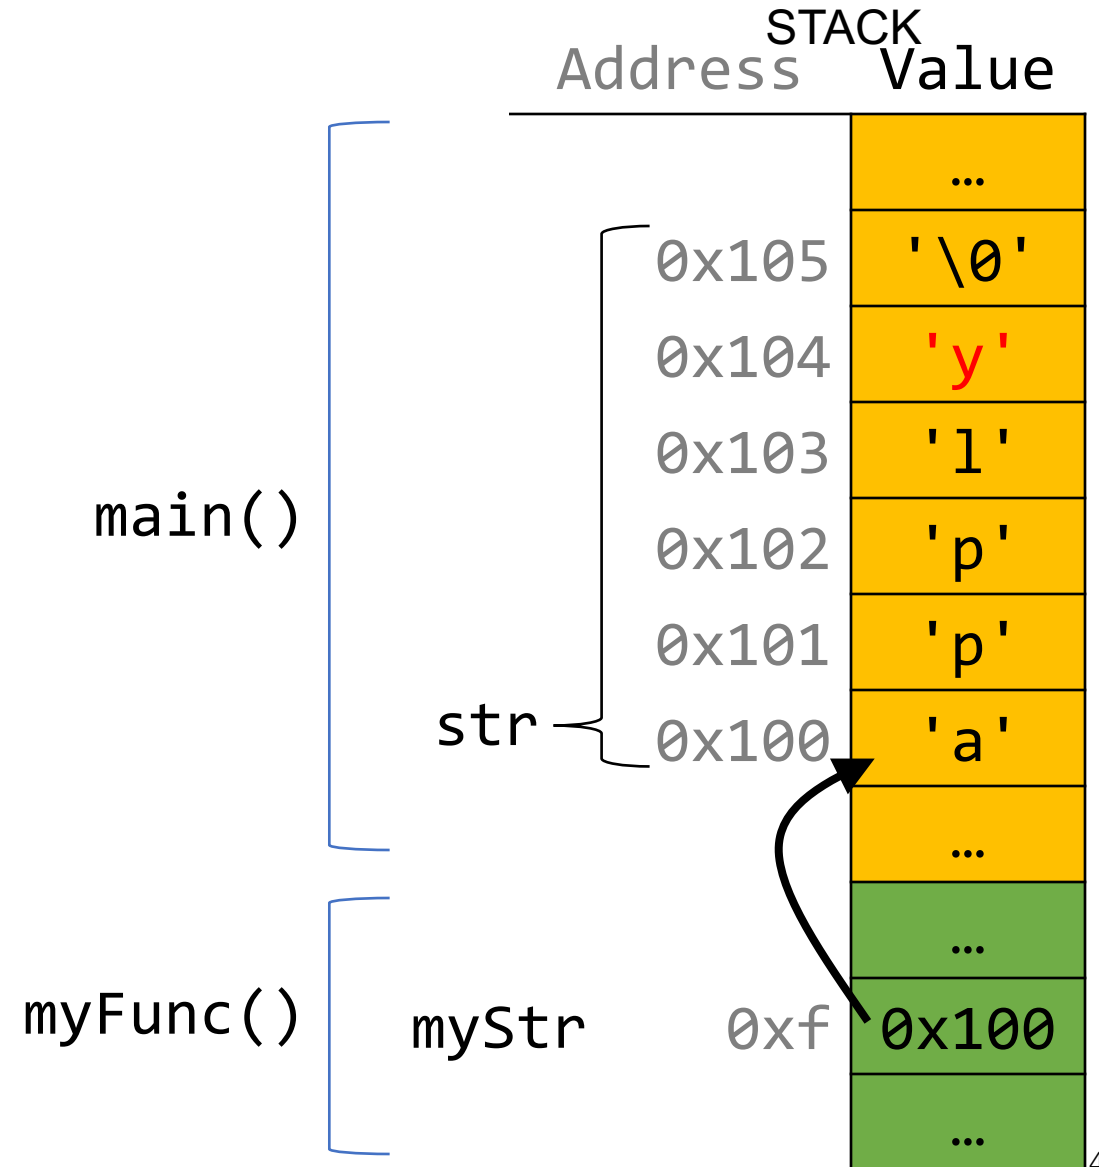 STACK
Address Value
…
0x105 '\0'
0x104 'y'
0x103 'l'
main()
0x102 'p'
0x101 'p'
str 0x100 'a'
…
…
myFunc() myStr 0xf 0x100
…